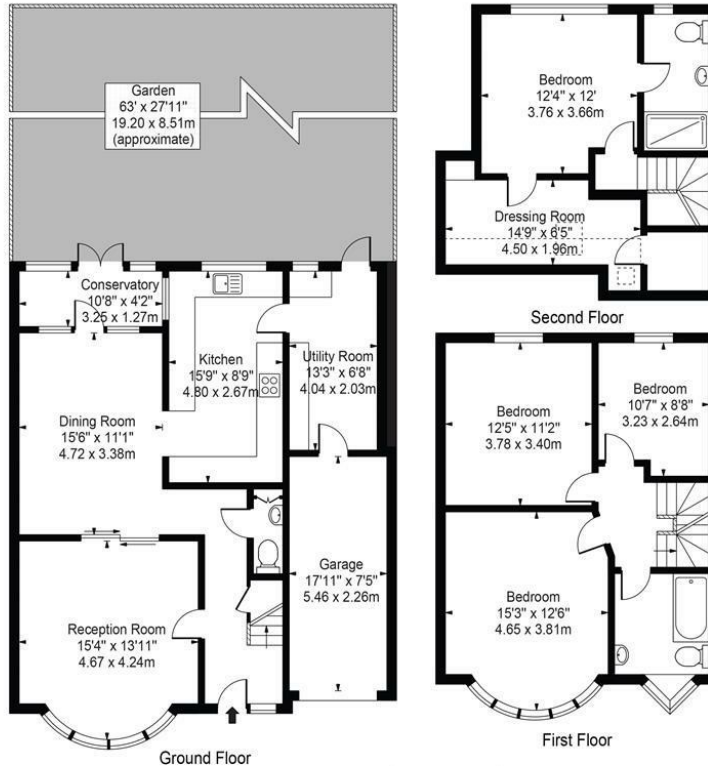 Garden
63' x 27'11"
19.20 x 8.51m
(approximate)
Conservatory
10'8" x 4'2"
3.25 x 1.27m
Kitchen
15'9" x 8'9"
4.80 x 2.67m
Utility Room
13'3" x 6'8"
4.04 x 2.03m
Dining Room
15'6" x 11'1"
4.72 x 3.38m
Garage
17'11" x 7'5"
5.46 x 2.26m
Reception Room
15'4" x 13'11"
4.67 x 4.24m
Ground Floor
Bedroom
12'4" x 12'
3.76 x 3.66m
Dressing Room
14'9" x 6'5"
4.50 x 1.96m
Second Floor
Bedroom
12'5" x 11'2"
3.78 x 3.40m
Bedroom
10'7" x 8'8"
3.23 x 2.64m
Bedroom
15'3" x 12'6"
4.65 x 3.81m
First Floor